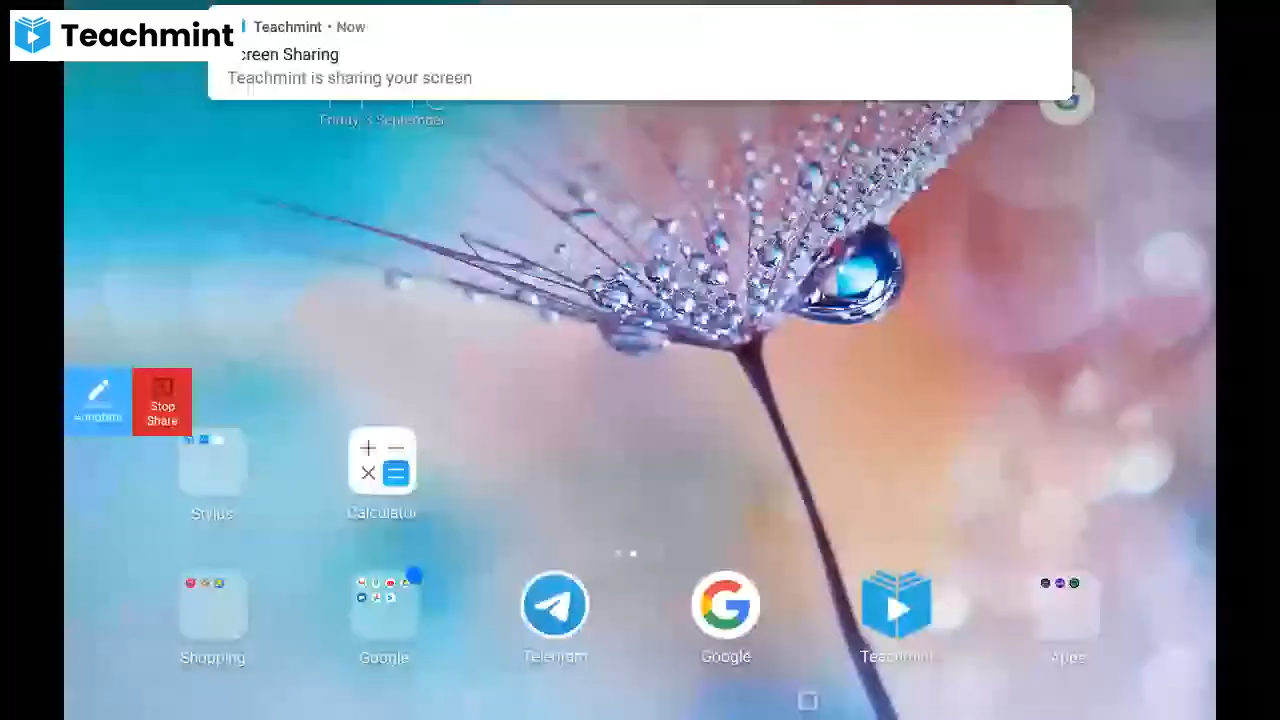 Teachmint
Teachmint • Now
creen Sharing
Teachmint is sharing your screen
Friday, 3 September
Stop
Share
Stylus
Calculator
Shopping
Google
Telegram
Google
Teachmint
Apps